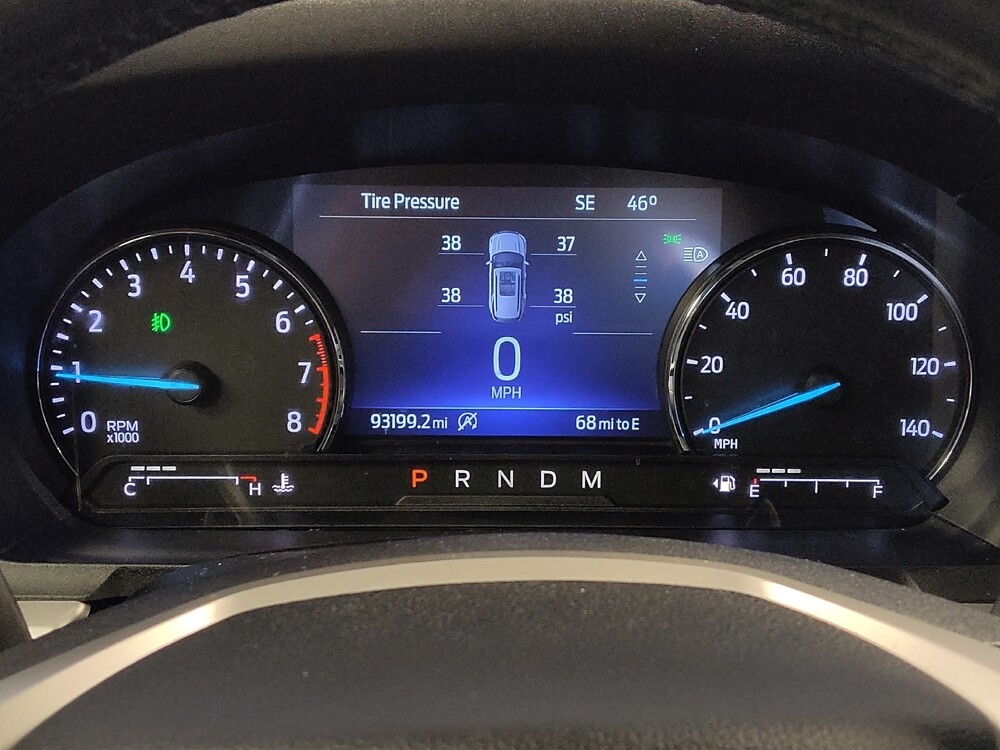 Tire Pressure SE 46°
38 37
38 38
psi
0
MPH
93199.2 mi 68 mi to E
0 1 2 3 4 5 6 7 8
RPM
x1000
0 20 40 60 80 100 120 140
MPH
C H
P R N D M
E F
A